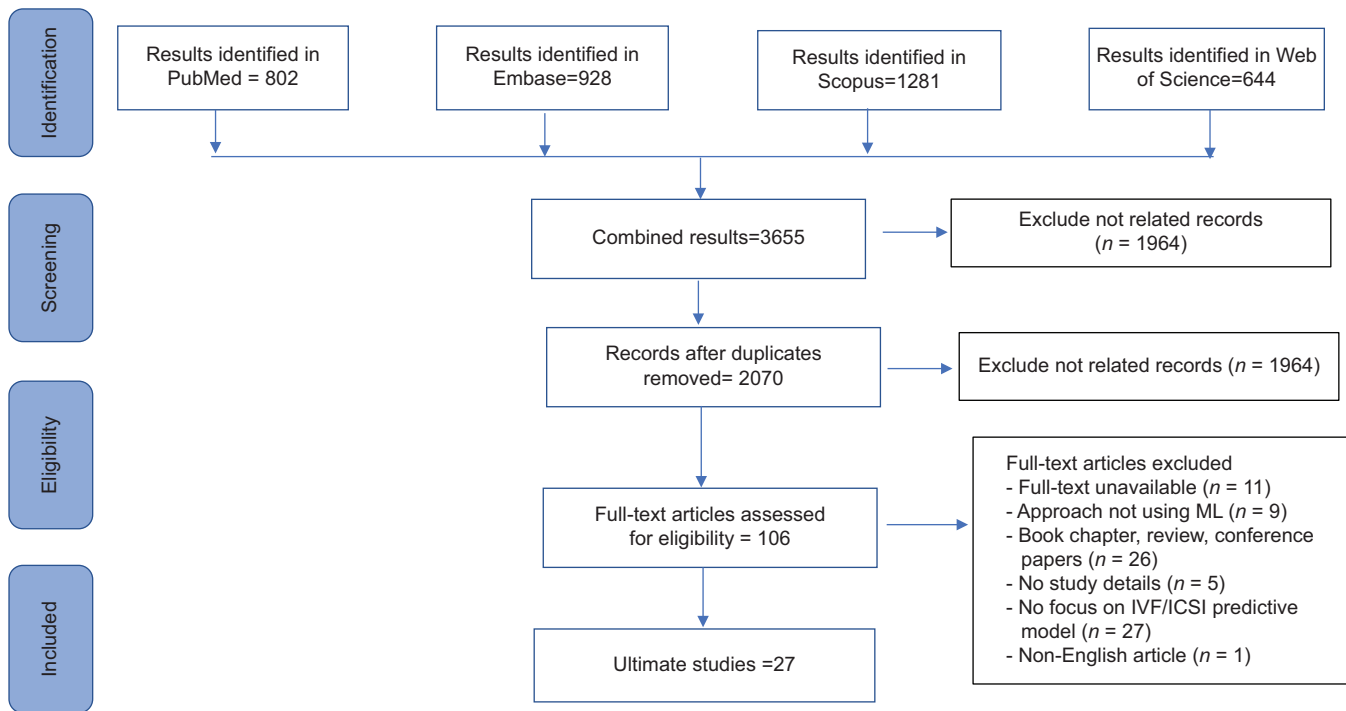 Identification
Results identified in
PubMed = 802
Results identified in
Embase=928
Results identified in
Scopus=1281
Results identified in Web
of Science=644
Screening
Combined results=3655
Exclude not related records
(n = 1964)
Records after duplicates
removed= 2070
Exclude not related records (n = 1964)
Eligibility
Full-text articles assessed
for eligibility = 106
Full-text articles excluded
- Full-text unavailable (n = 11)
- Approach not using ML (n = 9)
- Book chapter, review, conference
papers (n = 26)
- No study details (n = 5)
- No focus on IVF/ICSI predictive
model (n = 27)
- Non-English article (n = 1)
Included
Ultimate studies =27